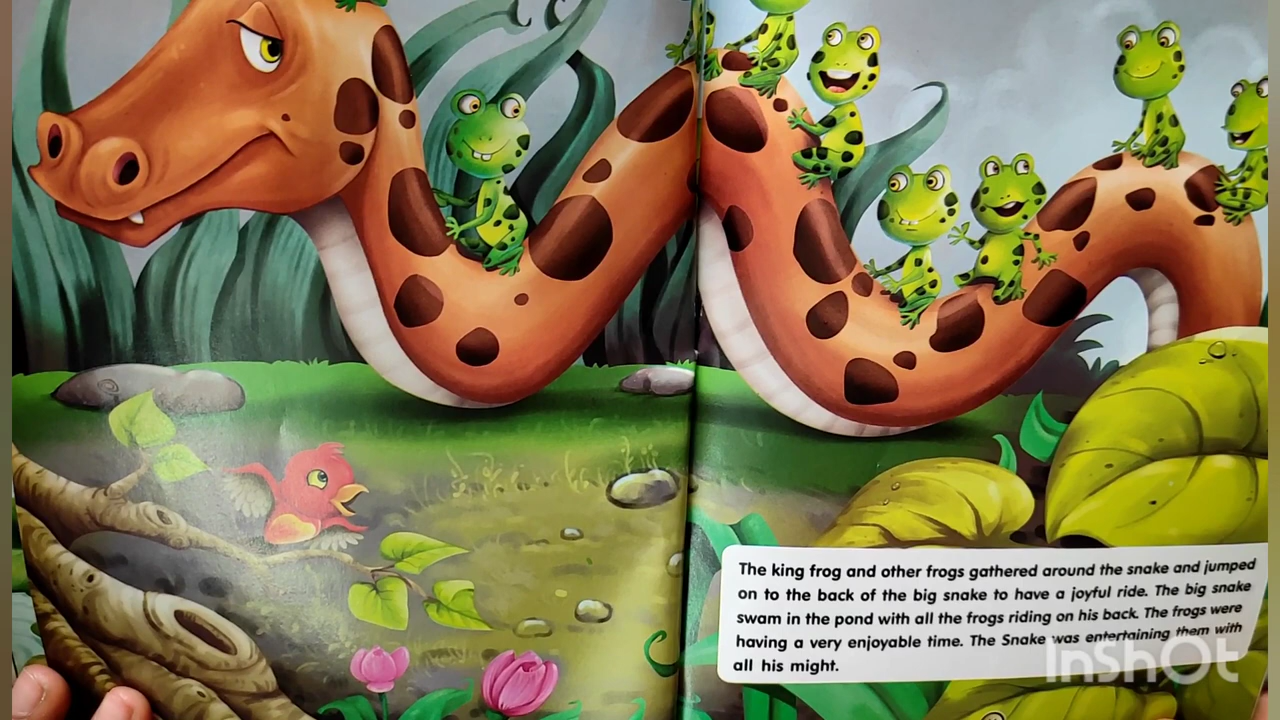 The king frog and other frogs gathered around the snake and jumped
on to the back of the big snake to have a joyful ride. The big snake
swam in the pond with all the frogs riding on his back. The frogs were
having a very enjoyable time. The Snake was entertaining them with
all his might.
InShOt